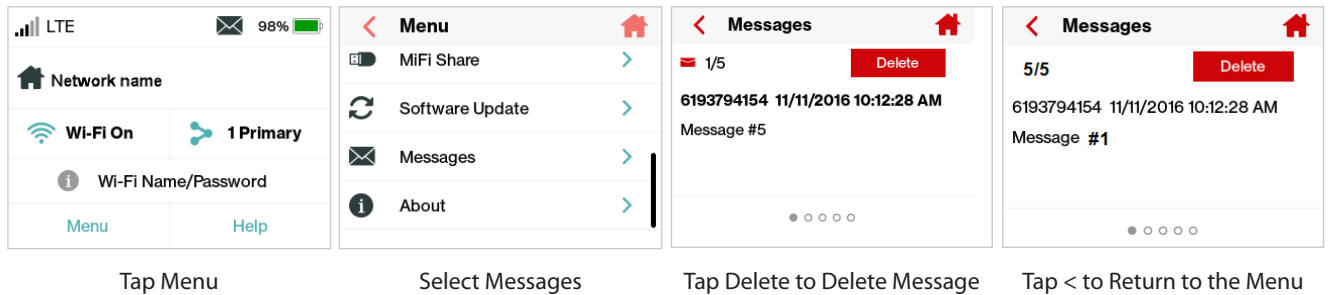 LTE 98%
Network name
Wi-Fi On 1 Primary
i Wi-Fi Name/Password
Menu Help
Tap Menu
< Menu
MiFi Share >
Software Update >
Messages >
i About >
Select Messages
< Messages
1/5 Delete
6193794154 11/11/2016 10:12:28 AM
Message #5
Tap Delete to Delete Message
< Messages
5/5 Delete
6193794154 11/11/2016 10:12:28 AM
Message #1
Tap < to Return to the Menu